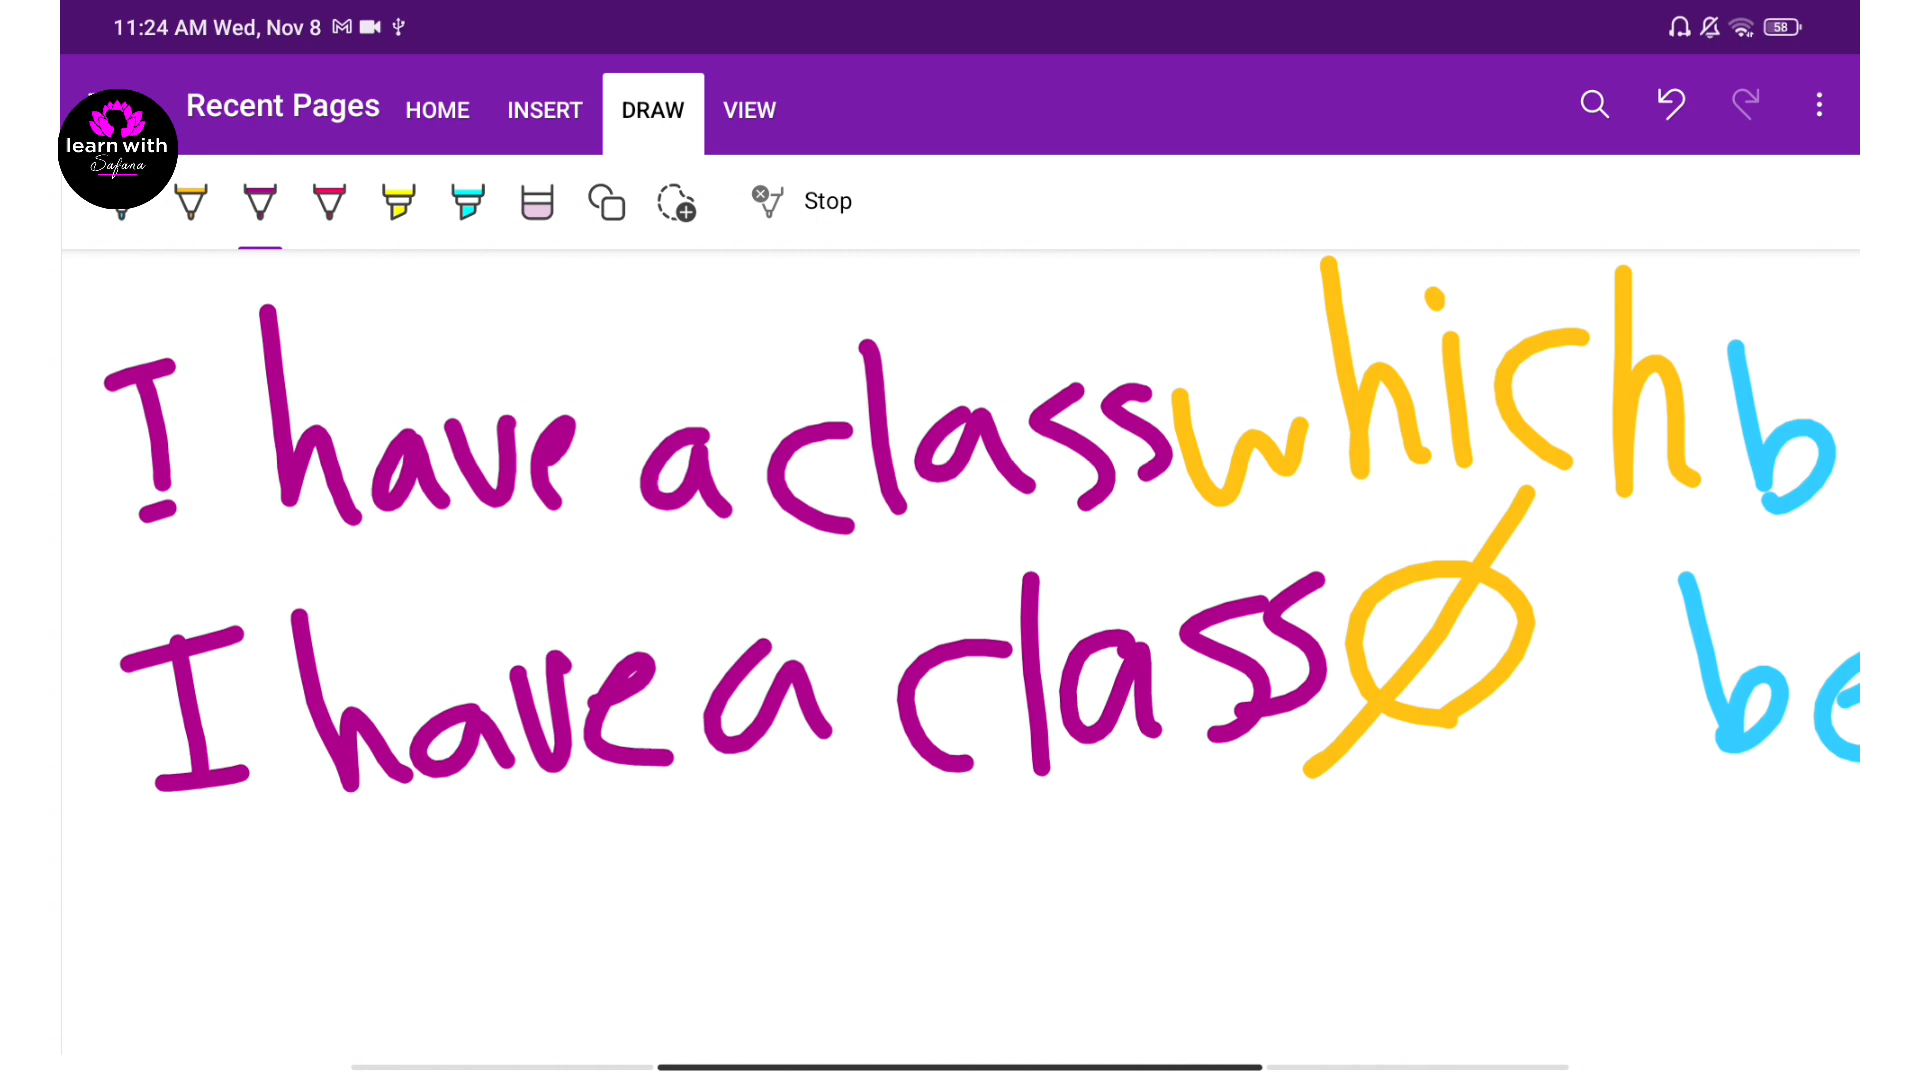 11:24 AM Wed, Nov 8
58
learn with
Safana
Recent Pages HOME INSERT DRAW VIEW
Stop
I have a class which b
I have a class Ø be